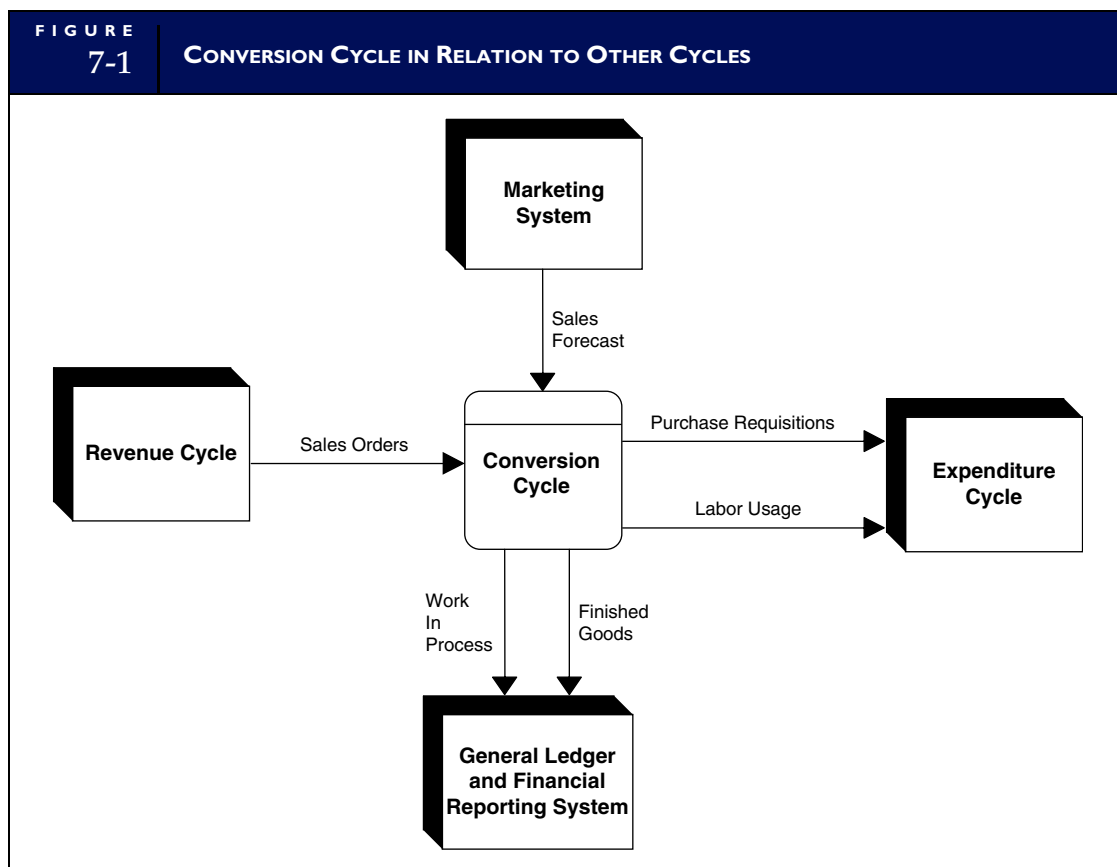 FIGURE
7-1
CONVERSION CYCLE IN RELATION TO OTHER CYCLES
Marketing
System
Sales
Forecast
Revenue Cycle
Sales Orders
Conversion
Cycle
Purchase Requisitions
Labor Usage
Expenditure
Cycle
Work
In
Process
Finished
Goods
General Ledger
and Financial
Reporting System